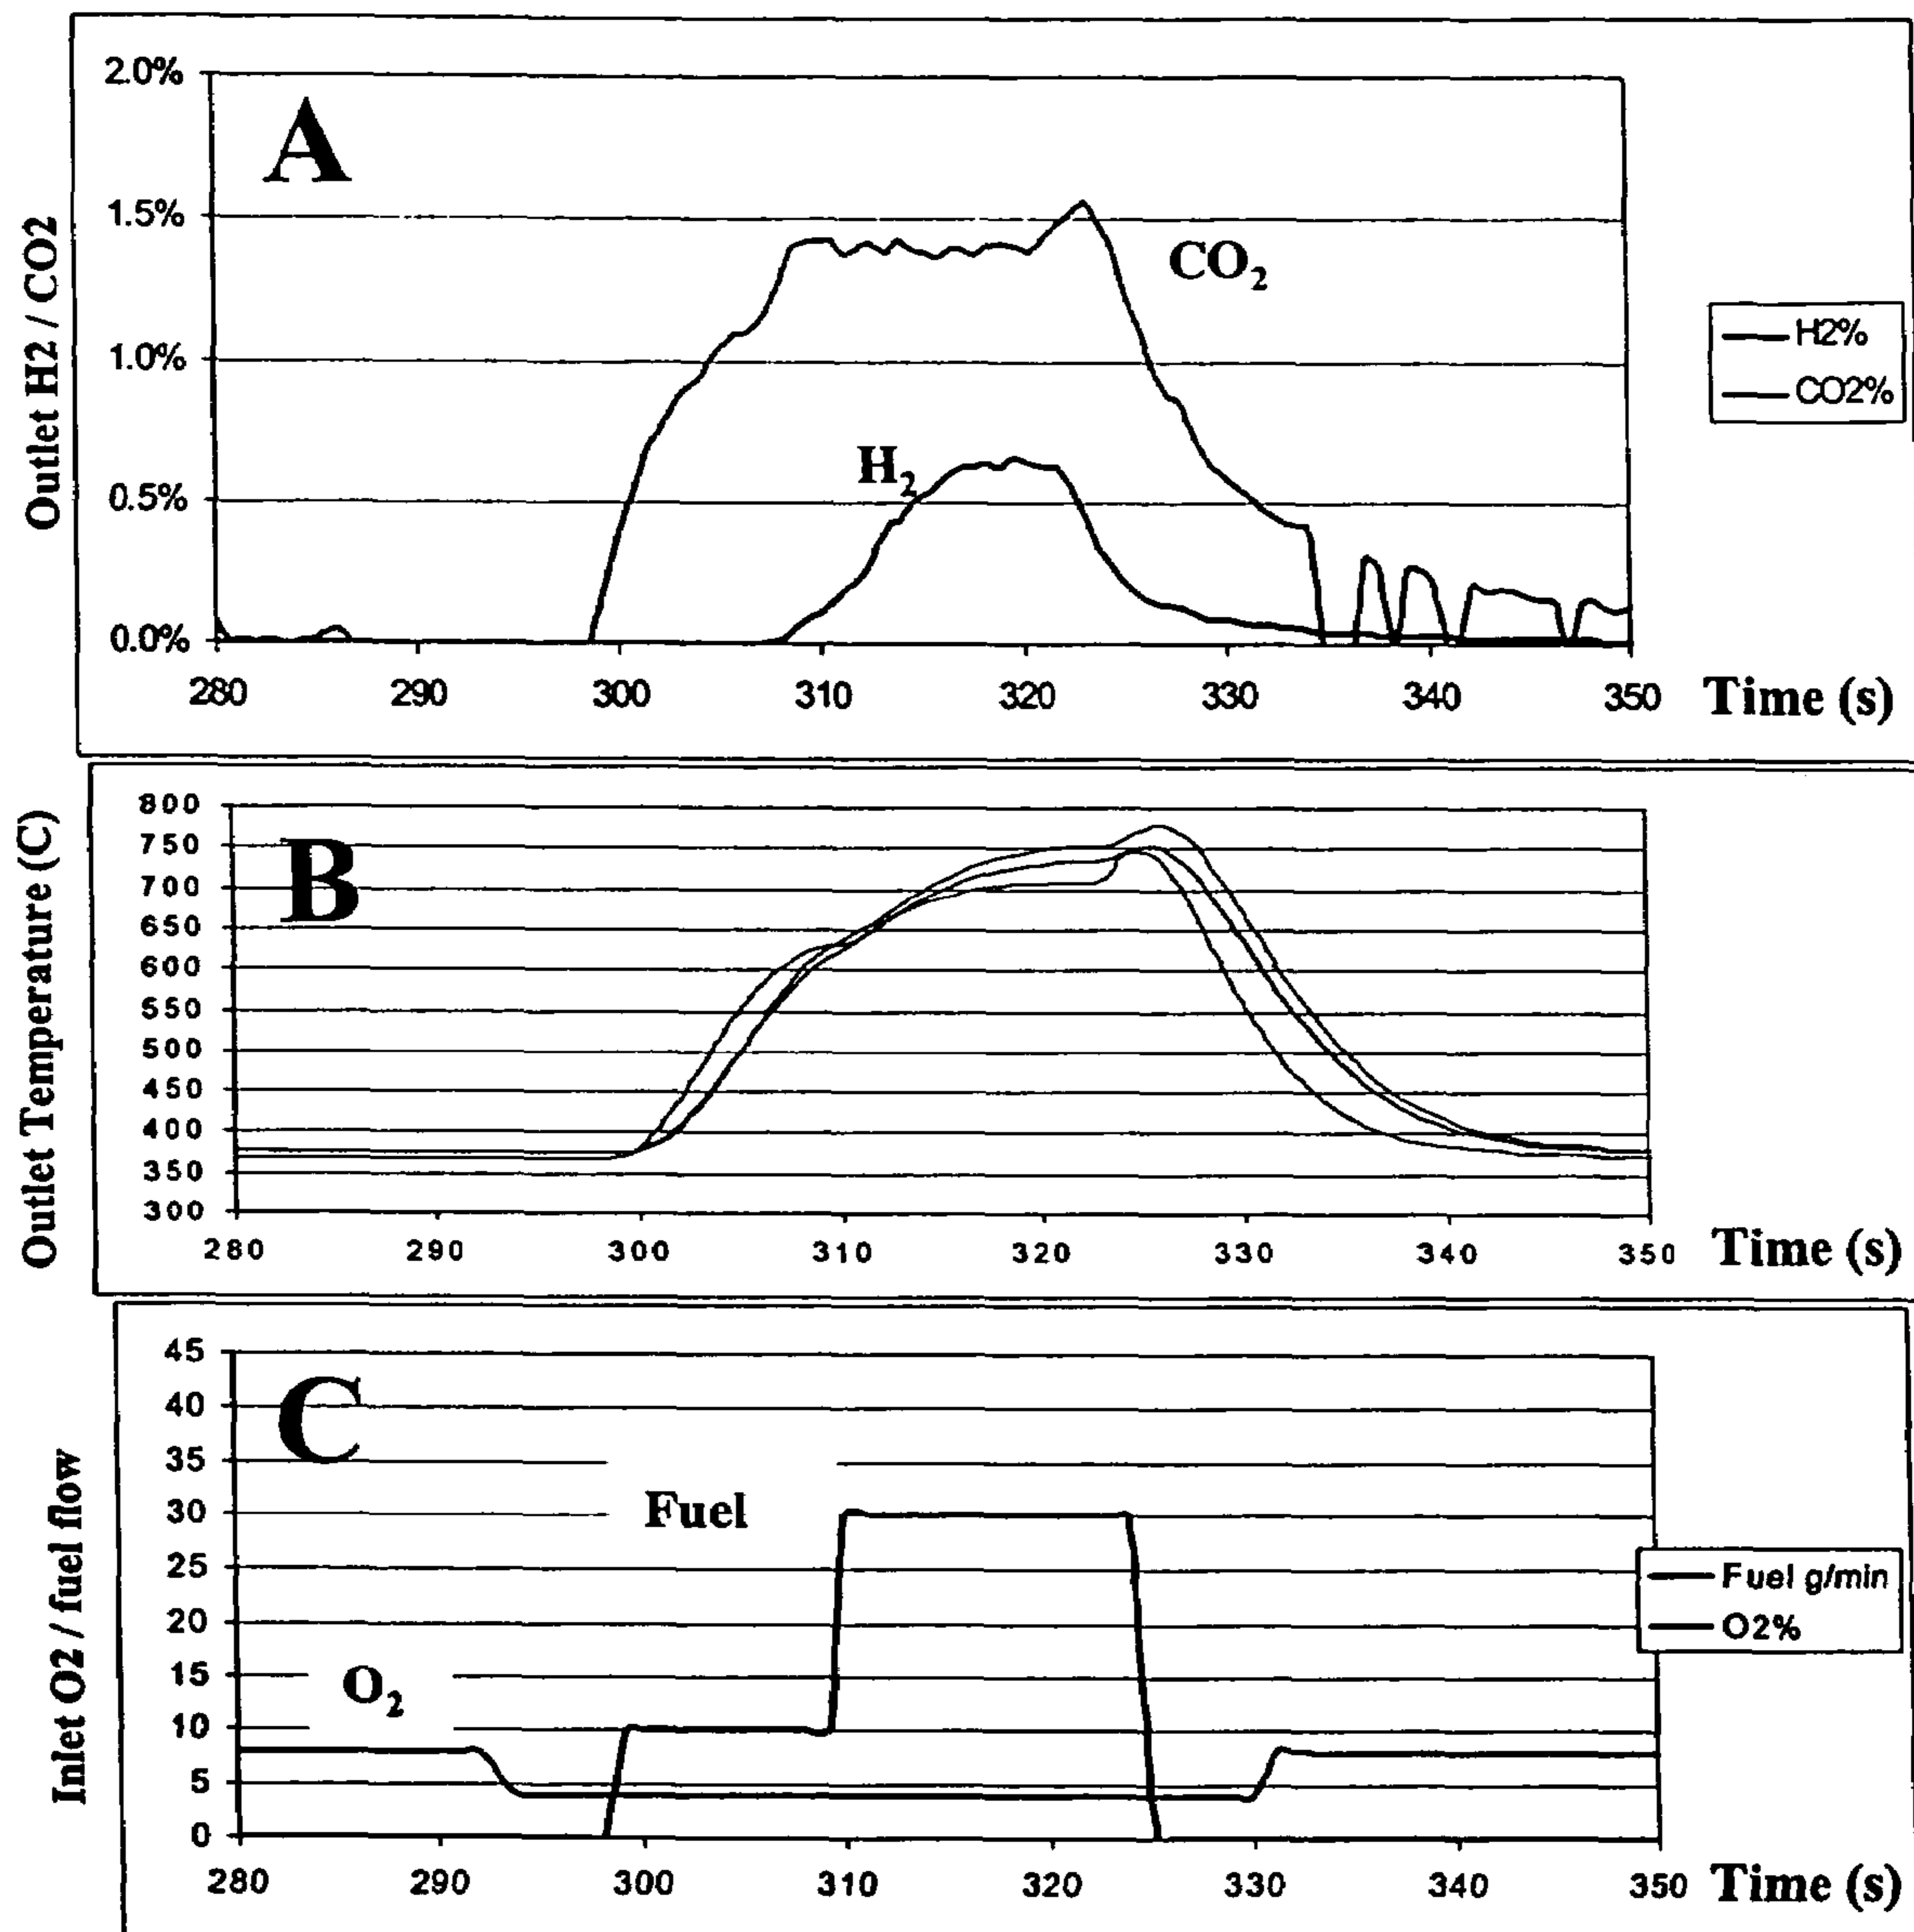 A
Outlet H2 / CO2
2.0%
1.5%
1.0%
0.5%
0.0%
CO₂
H₂
H2%
CO2%
280 290 300 310 320 330 340 350 Time (s)
B
Outlet Temperature (C)
800
750
700
650
600
550
500
450
400
350
300
280 290 300 310 320 330 340 350 Time (s)
C
Inlet O2 / fuel flow
45
40
35
30
25
20
15
10
5
0
Fuel
O₂
Fuel g/min
O2%
280 290 300 310 320 330 340 350 Time (s)